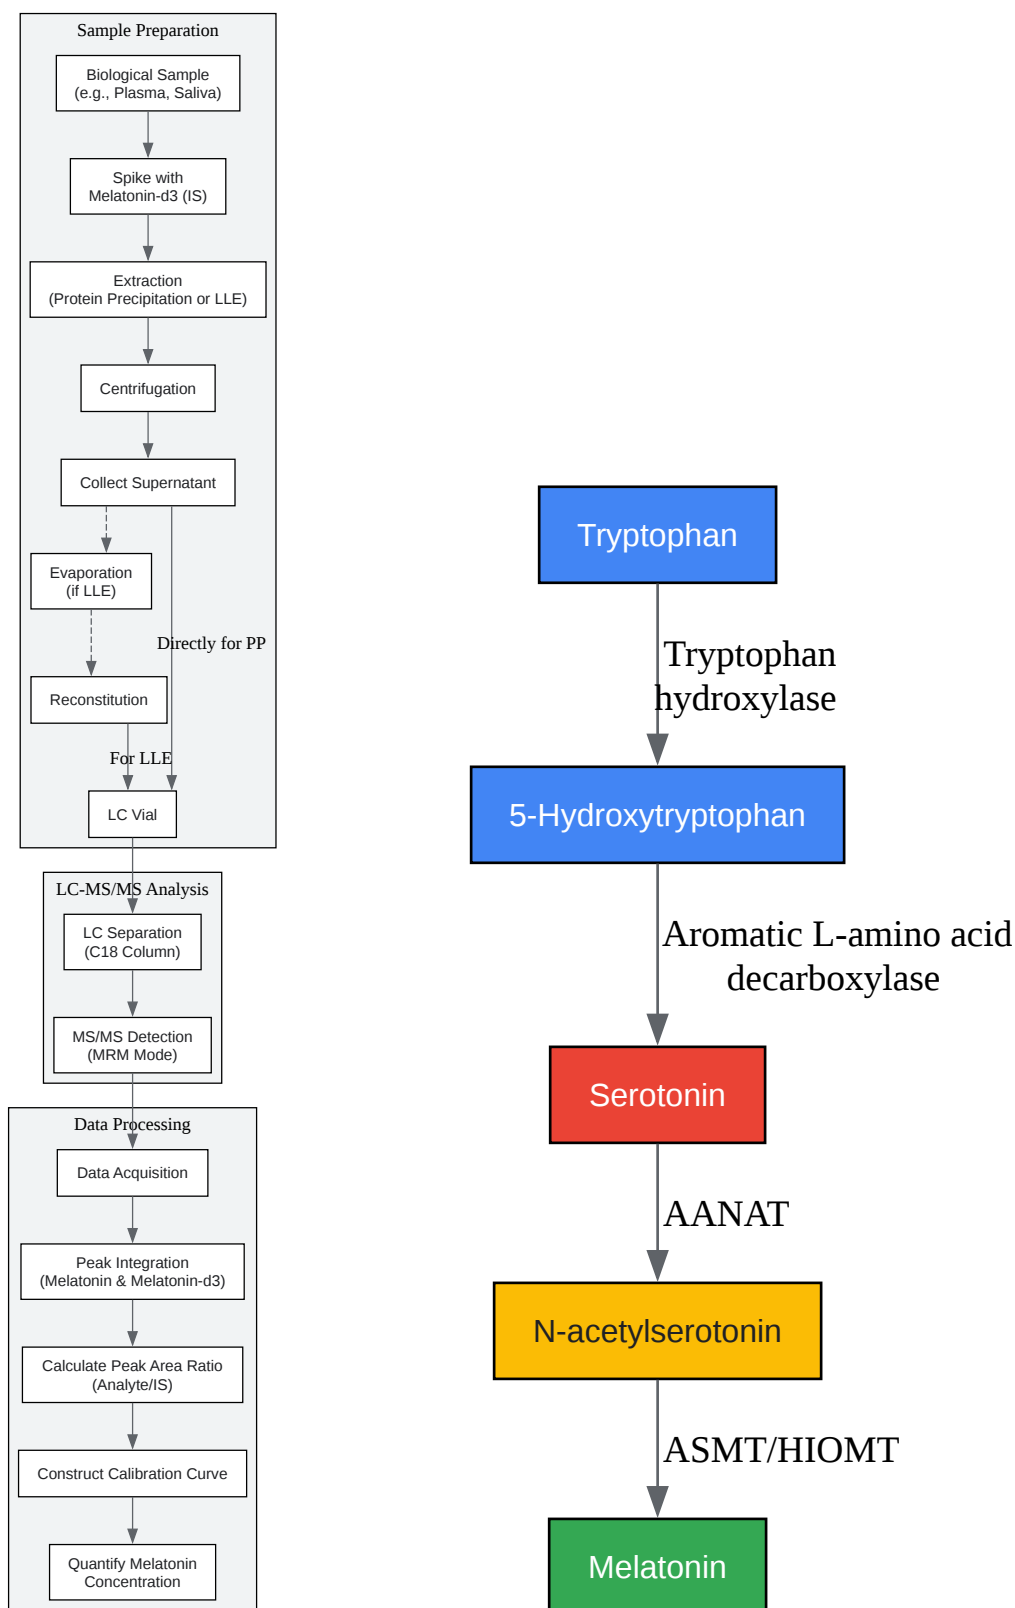 Sample Preparation
Biological Sample
(e.g., Plasma, Saliva)
Spike with
Melatonin-d3 (IS)
Extraction
(Protein Precipitation or LLE)
Centrifugation
Collect Supernatant
Evaporation
(if LLE)
Directly for PP
Reconstitution
For LLE
LC Vial
LC-MS/MS Analysis
LC Separation
(C18 Column)
MS/MS Detection
(MRM Mode)
Data Processing
Data Acquisition
Peak Integration
(Melatonin & Melatonin-d3)
Calculate Peak Area Ratio
(Analyte/IS)
Construct Calibration Curve
Quantify Melatonin
Concentration
Tryptophan
Tryptophan
hydroxylase
5-Hydroxytryptophan
Aromatic L-amino acid
decarboxylase
Serotonin
AANAT
N-acetylserotonin
ASMT/HIOMT
Melatonin